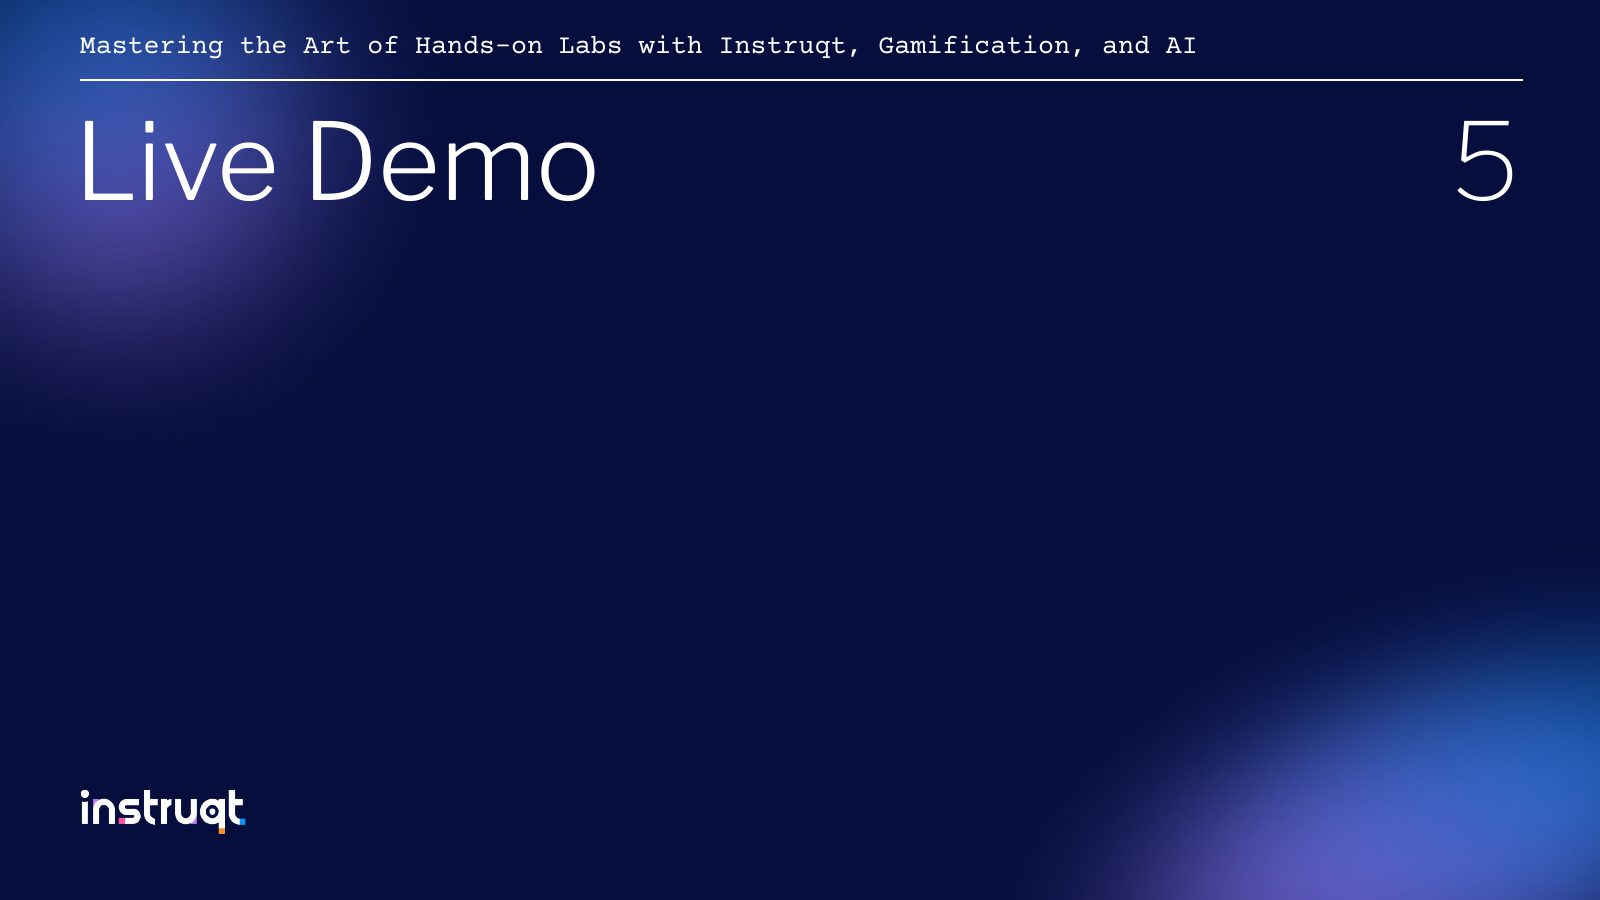 Mastering the Art of Hands-on Labs with Instruqt, Gamification, and AI
Live Demo
5
instruqt